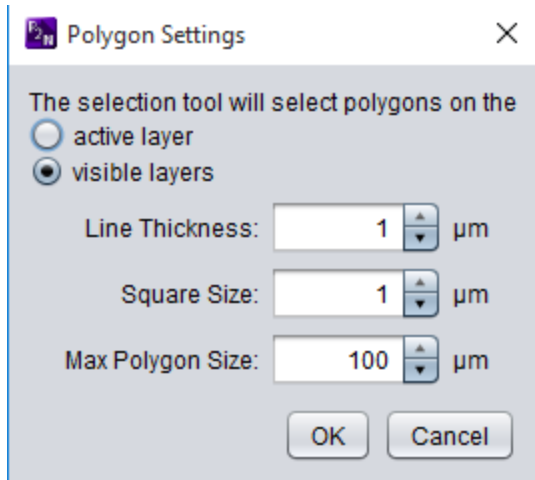 P2N Polygon Settings
The selection tool will select polygons on the
active layer
visible layers
Line Thickness: 1 µm
Square Size: 1 µm
Max Polygon Size: 100 µm
OK Cancel